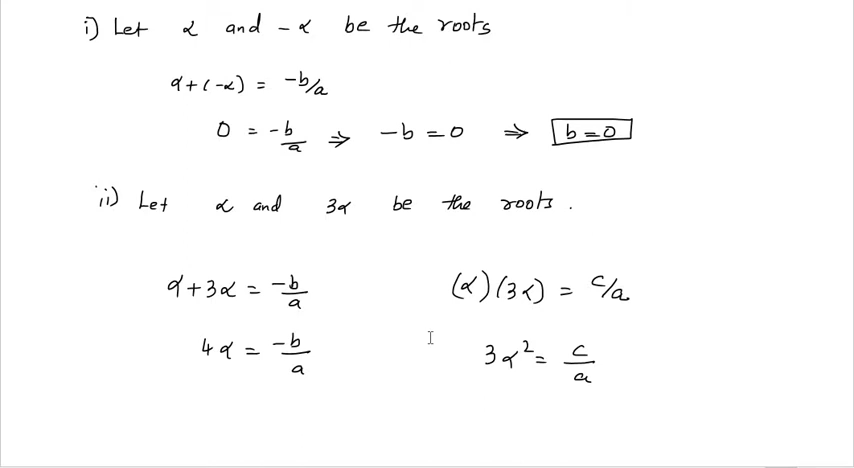 i) Let α and -α be the roots
α+(-α) = -b/a
0 = -b/a ⇒ -b = 0 ⇒ b=0
ii) Let α and 3α be the roots.
α+3α = -b/a (α)(3α) = c/a
4α = -b/a 3α² = c/a